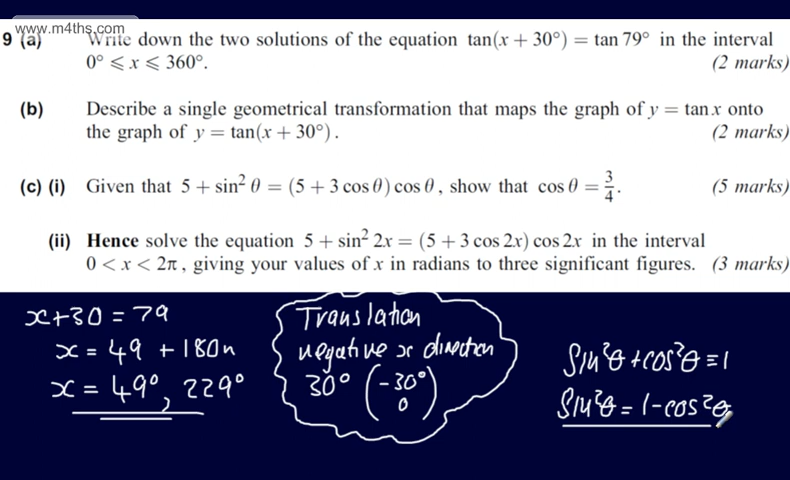 www.m4ths.com
9 (a) Write down the two solutions of the equation tan(x + 30°) = tan 79° in the interval
0° ⩽ x ⩽ 360°. (2 marks)
(b) Describe a single geometrical transformation that maps the graph of y = tan x onto
the graph of y = tan(x + 30°). (2 marks)
(c) (i) Given that 5 + sin² θ = (5 + 3 cos θ) cos θ, show that cos θ = 3/4. (5 marks)
(ii) Hence solve the equation 5 + sin² 2x = (5 + 3 cos 2x) cos 2x in the interval
0 < x < 2π, giving your values of x in radians to three significant figures. (3 marks)
x+30 = 79
x = 49 + 180n
x = 49°, 229°
Translation
negative x direction
30° (-30° 0)
Sin²θ + cos²θ ≡ 1
Sin²θ = 1 - cos²θ